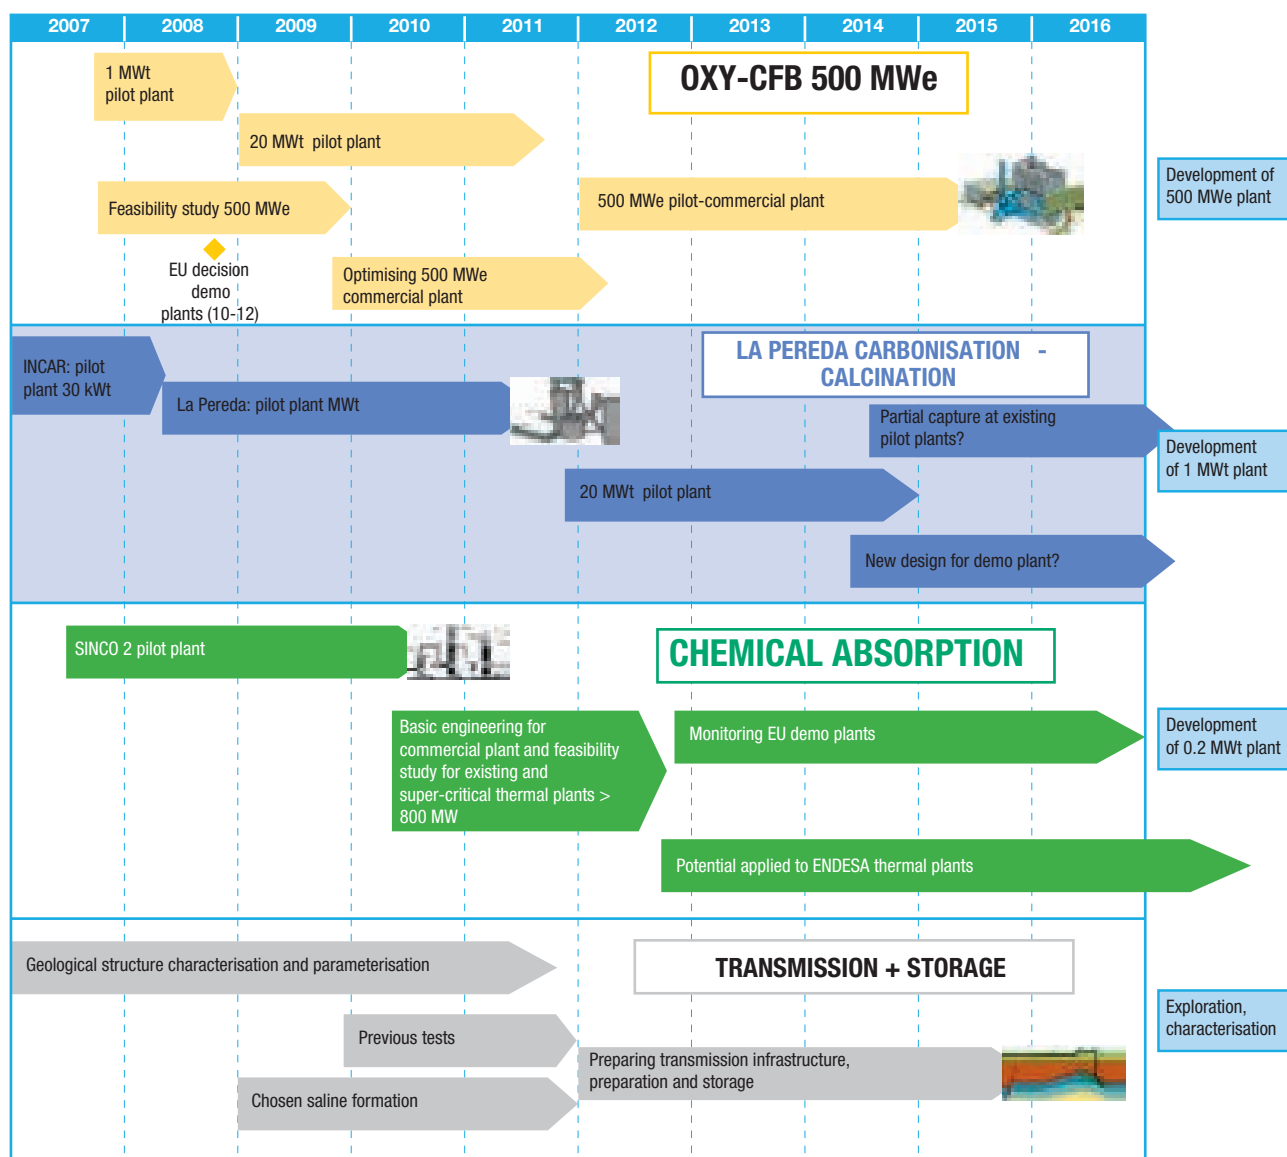 2007 2008 2009 2010 2011 2012 2013 2014 2015 2016
1 MWt
pilot plant
OXY-CFB 500 MWe
20 MWt pilot plant
Feasibility study 500 MWe
500 MWe pilot-commercial plant
Development of
500 MWe plant
EU decision
demo
plants (10-12)
Optimising 500 MWe
commercial plant
INCAR: pilot
plant 30 kWt
LA PEREDA CARBONISATION -
CALCINATION
La Pereda: pilot plant MWt
Partial capture at existing
pilot plants?
Development
of 1 MWt plant
20 MWt pilot plant
New design for demo plant?
SINCO 2 pilot plant
CHEMICAL ABSORPTION
Basic engineering for
commercial plant and feasibility
study for existing and
super-critical thermal plants >
800 MW
Monitoring EU demo plants
Development
of 0.2 MWt plant
Potential applied to ENDESA thermal plants
Geological structure characterisation and parameterisation
TRANSMISSION + STORAGE
Exploration,
characterisation
Previous tests
Preparing transmission infrastructure,
preparation and storage
Chosen saline formation